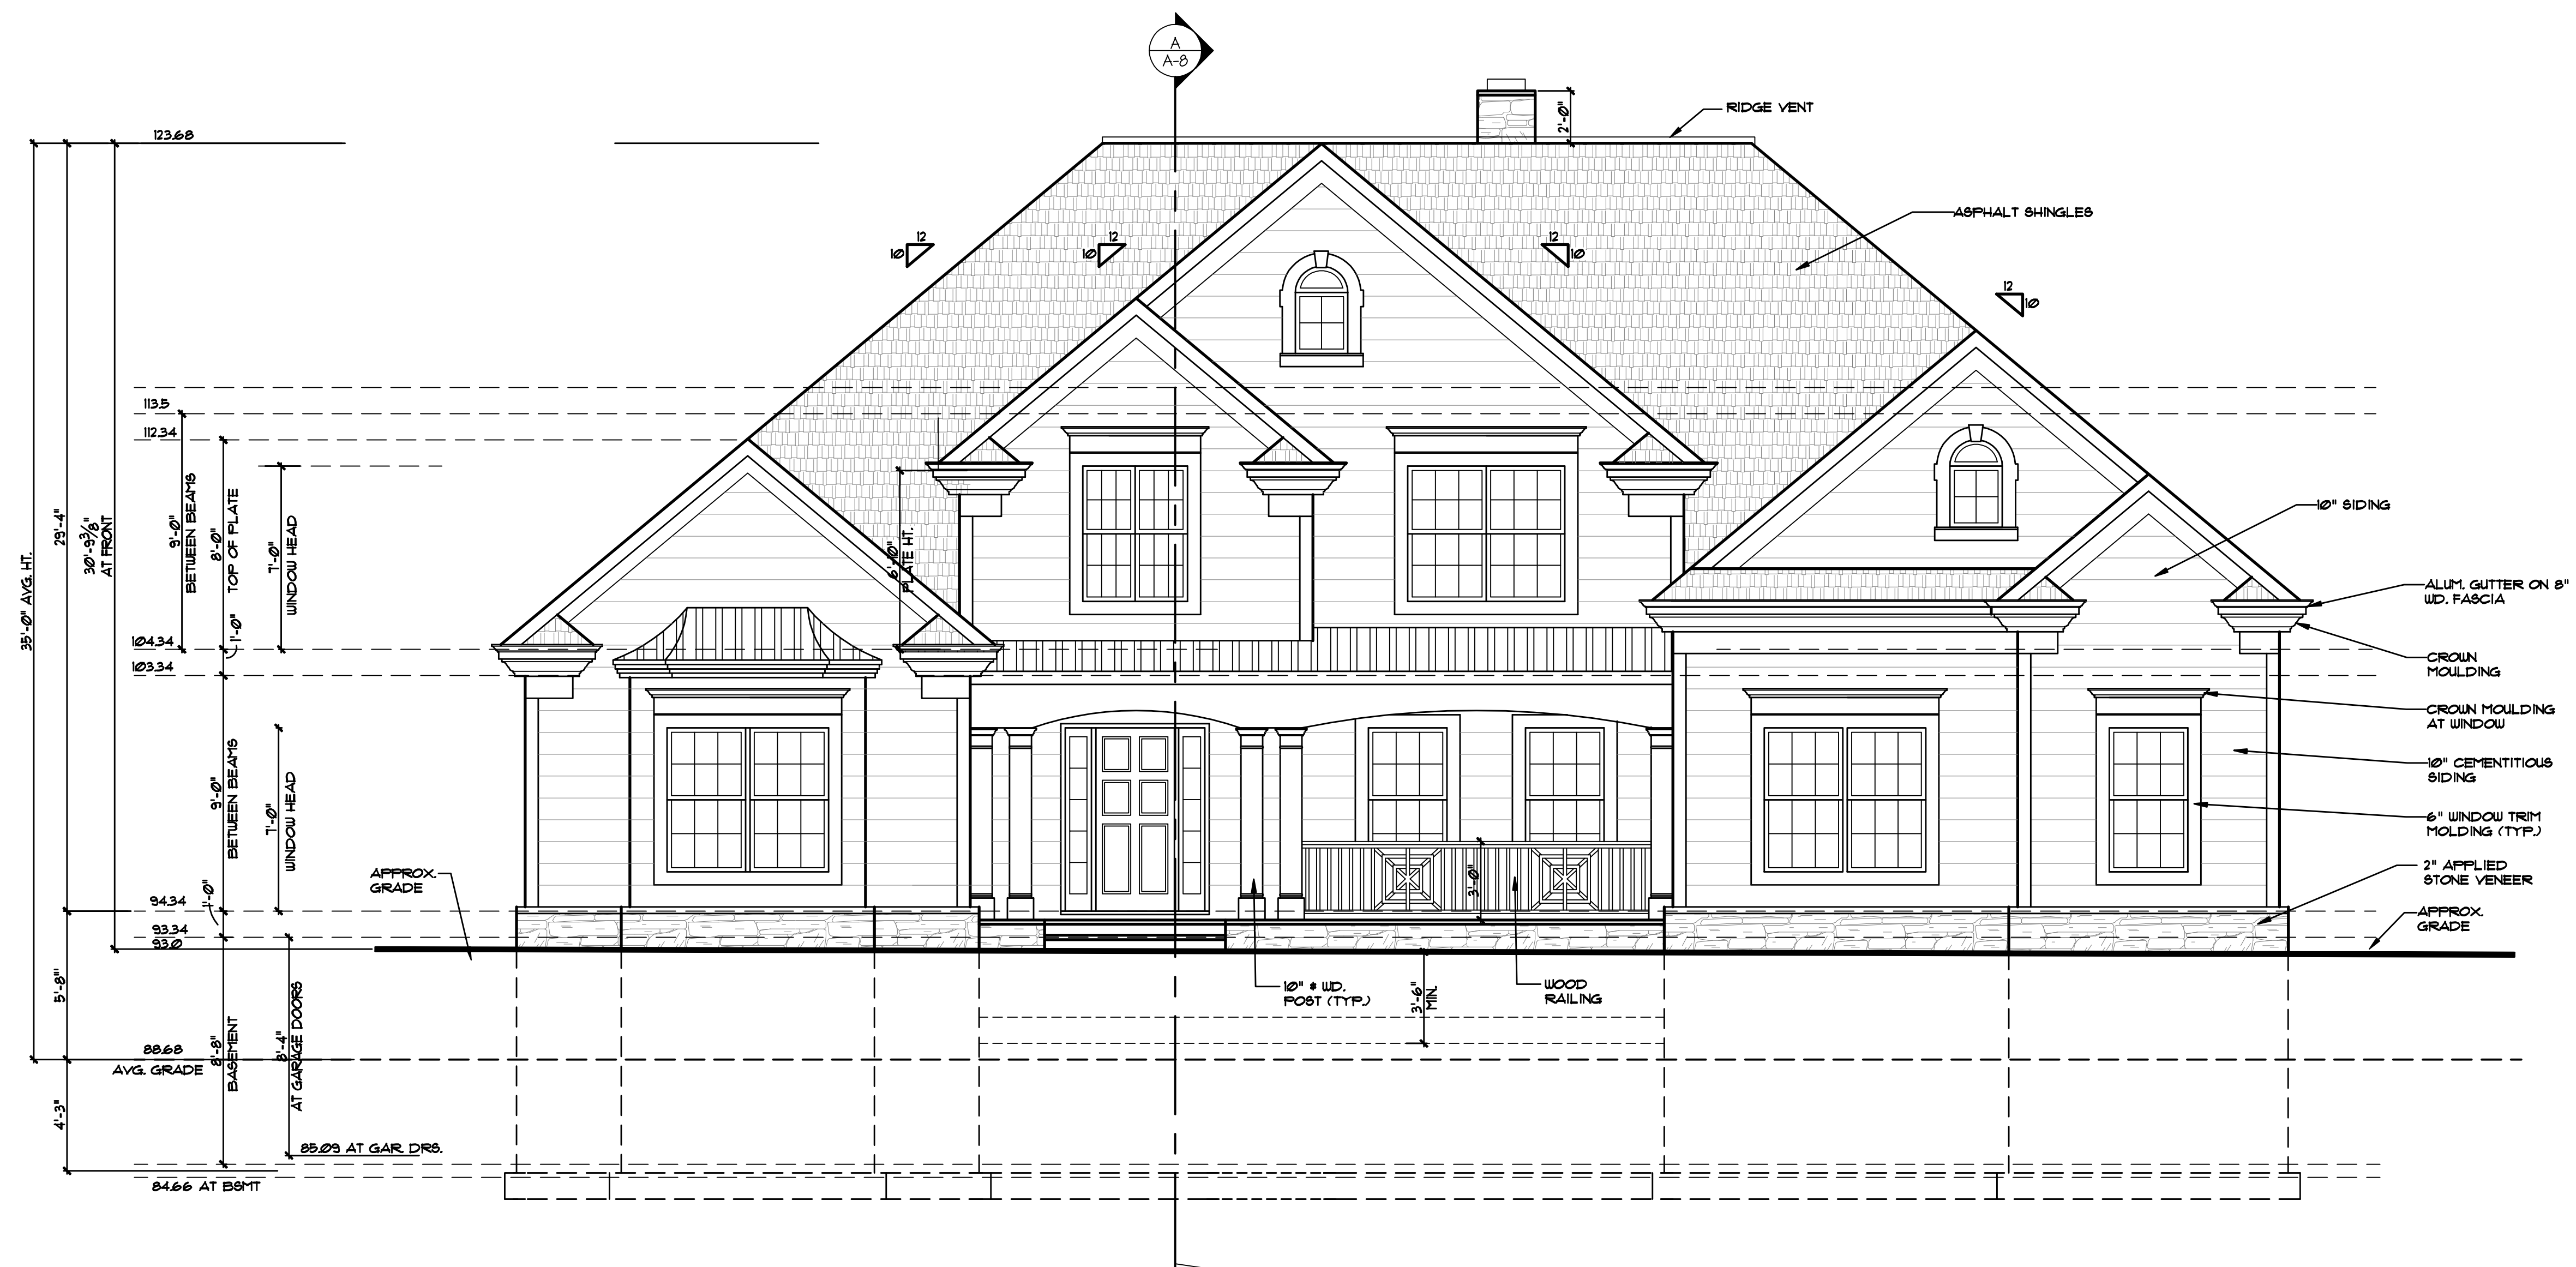 A
A-8
2'-0"
RIDGE VENT
123.68
ASPHALT SHINGLES
12
10
12
10
12
10
12
10
113.5
112.34
10" SIDING
35'-0" AVG. HT.
29'-4"
30'-9 3/8"
AT FRONT
9'-0"
BETWEEN BEAMS
8'-0"
TOP OF PLATE
7'-0"
WINDOW HEAD
6'-10"
PLATE HT.
ALUM. GUTTER ON 8"
WD. FASCIA
1'-0"
104.34
103.34
CROWN
MOULDING
CROWN MOULDING
AT WINDOW
9'-0"
BETWEEN BEAMS
7'-0"
WINDOW HEAD
10" CEMENTITIOUS
SIDING
6" WINDOW TRIM
MOLDING (TYP.)
APPROX.
GRADE
3'-0"
2" APPLIED
STONE VENEER
94.34
1'-0"
93.34
93.0
APPROX.
GRADE
5'-8"
8'-8"
BASEMENT
8'-4"
AT GARAGE DOORS
10" WD.
POST (TYP.)
WOOD
RAILING
3'-6"
MIN.
88.68
AVG. GRADE
4'-3"
85.09 AT GAR. DRS.
84.66 AT BSMT